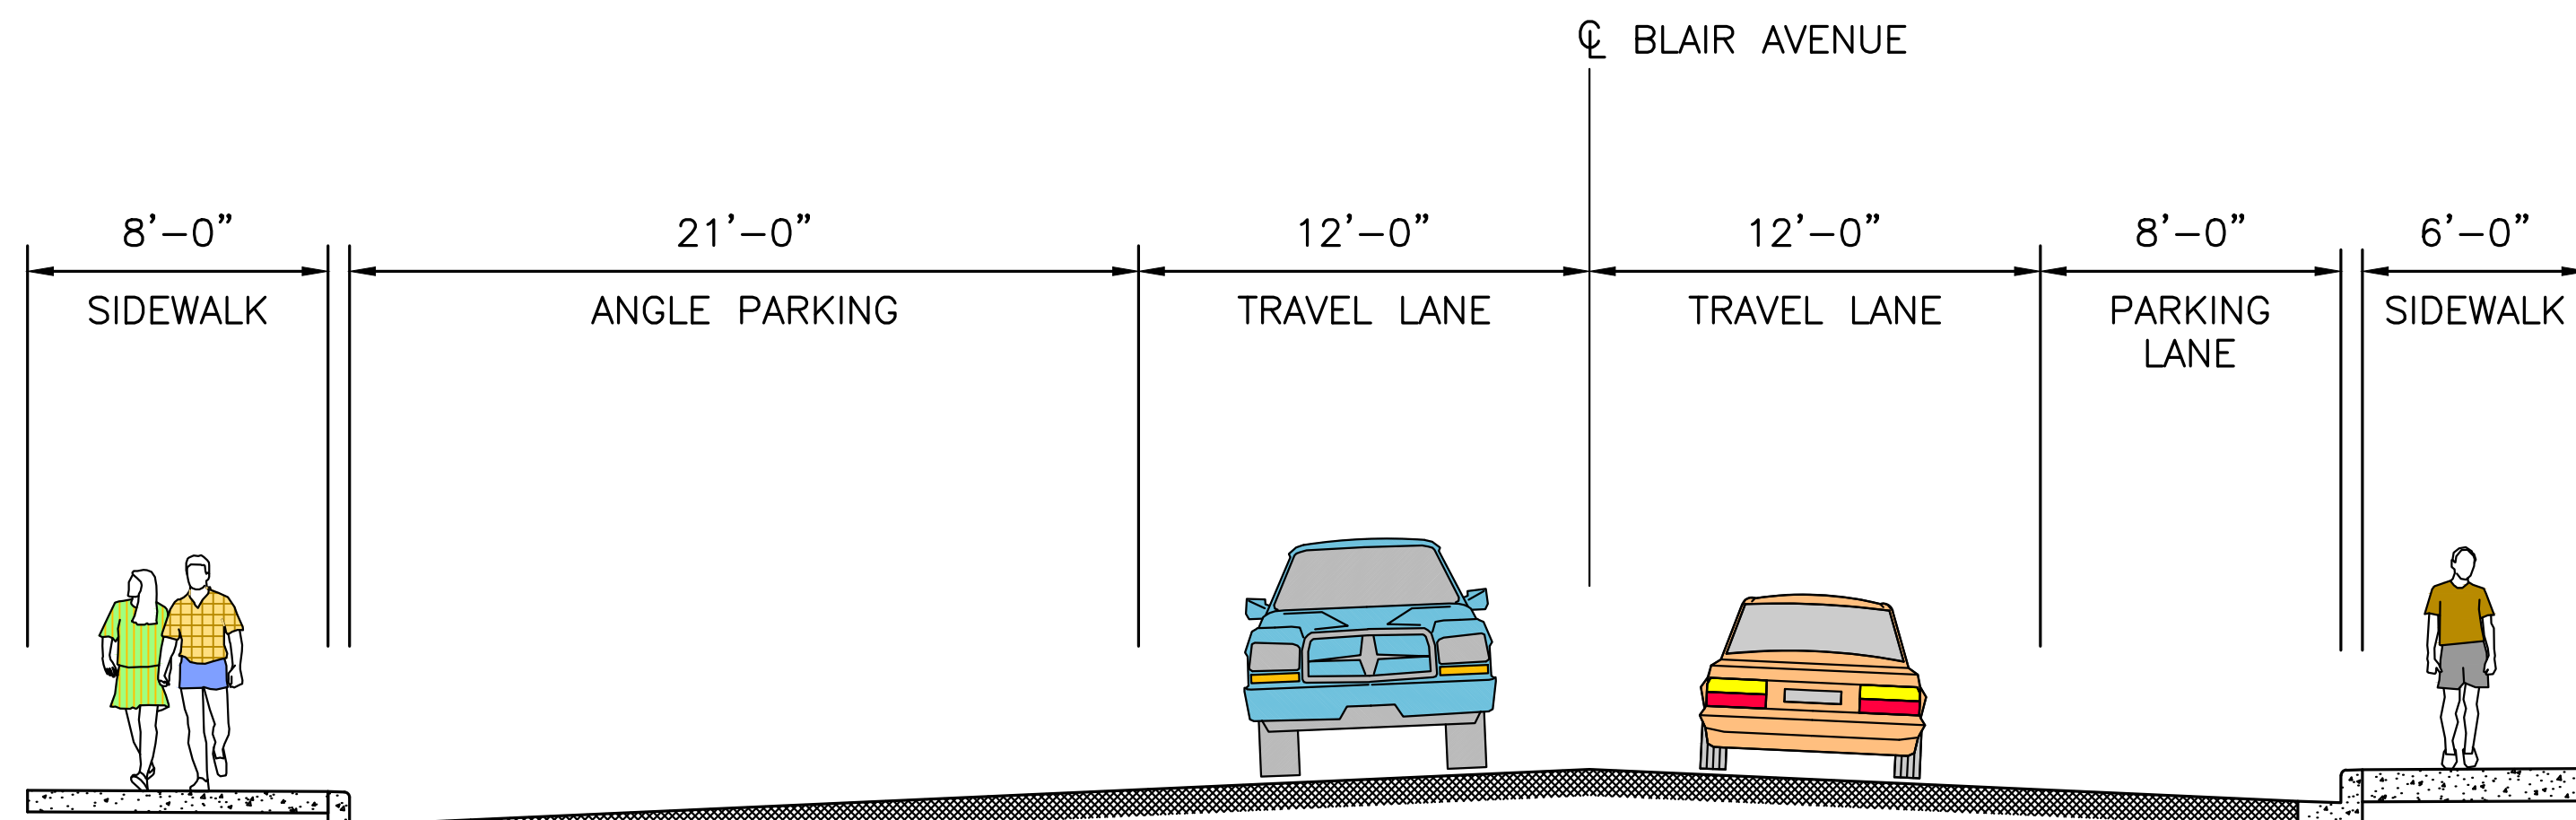 ℄ BLAIR AVENUE
8'-0" 21'-0" 12'-0" 12'-0" 8'-0" 6'-0"
SIDEWALK ANGLE PARKING TRAVEL LANE TRAVEL LANE PARKING SIDEWALK
LANE